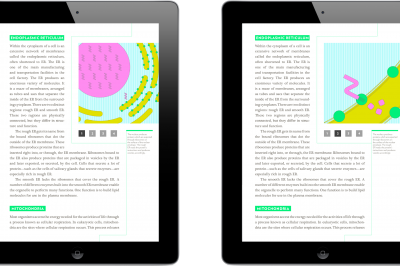 ENDOPLASMIC RETICULUM
Within the cytoplasm of a cell is an
extensive network of membranes
called the endoplasmic reticulum,
often shortened to ER. The ER is
one of the main manufacturing
and transportation facilities in the
cell factory. The ER produces an
enormous variety of molecules. It
is a maze of membranes, arranged
in tubes and sacs that separate the
inside of the ER from the surround-
ing cytoplasm. There are two distinct
regions: rough ER and smooth ER.
These two regions are physically
connected, but they differ in struc-
ture and function.
The rough ER gets its name from
the bound ribosomes that dot the
outside of the ER membrane. These
ribosomes produce proteins that are
inserted right into, or through, the ER membrane. Ribosomes bound to
the ER also produce proteins that are packaged in vesicles by the ER
and then exported, or secreted, by the cell. Cells that secrete a lot of
protein, such as the cells of salivary glands that secrete enzymes, are
especially rich in rough ER.
The smooth ER lacks the ribosomes that cover the rough ER. A
number of different enzymes built into the smooth ER membrane enable
the organelle to perform many functions. One function is to build lipid
molecules for use in the plasma membrane.
MITOCHONDRIA
Most organisms access the energy needed for the activities of life through
a process known as cellular respiration. In eukaryotic cells, mitochon-
dria are the sites where cellular respiration occurs. This process releases
ENDOPLASMIC RETICULUM
Within the cytoplasm of a cell is an
extensive network of membranes
called the endoplasmic reticulum,
often shortened to ER. The ER is
one of the main manufacturing
and transportation facilities in the
cell factory. The ER produces an
enormous variety of molecules. It
is a maze of membranes, arranged
in tubes and sacs that separate the
inside of the ER from the surround-
ing cytoplasm. There are two distinct
regions: rough ER and smooth ER.
These two regions are physically
connected, but they differ in struc-
ture and function.
The rough ER gets its name from
the bound ribosomes that dot the
outside of the ER membrane. These
ribosomes produce proteins that are
inserted right into, or through, the ER membrane. Ribosomes bound to
the ER also produce proteins that are packaged in vesicles by the ER
and then exported, or secreted, by the cell. Cells that secrete a lot of
protein, such as the cells of salivary glands that secrete enzymes, are
especially rich in rough ER.
The smooth ER lacks the ribosomes that cover the rough ER. A
number of different enzymes built into the smooth ER membrane enable
the organelle to perform many functions. One function is to build lipid
molecules for use in the plasma membrane.
MITOCHONDRIA
Most organisms access the energy needed for the activities of life through
a process known as cellular respiration. In eukaryotic cells, mitochon-
dria are the sites where cellular respiration occurs. This process releases